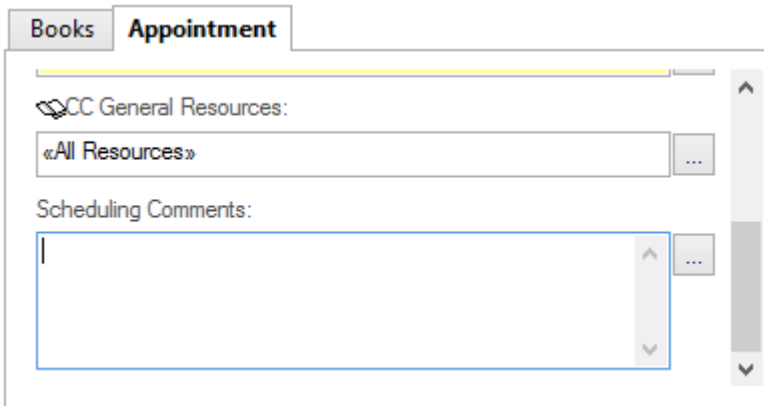 Books Appointment
CC General Resources:
«All Resources»
...
Scheduling Comments:
...